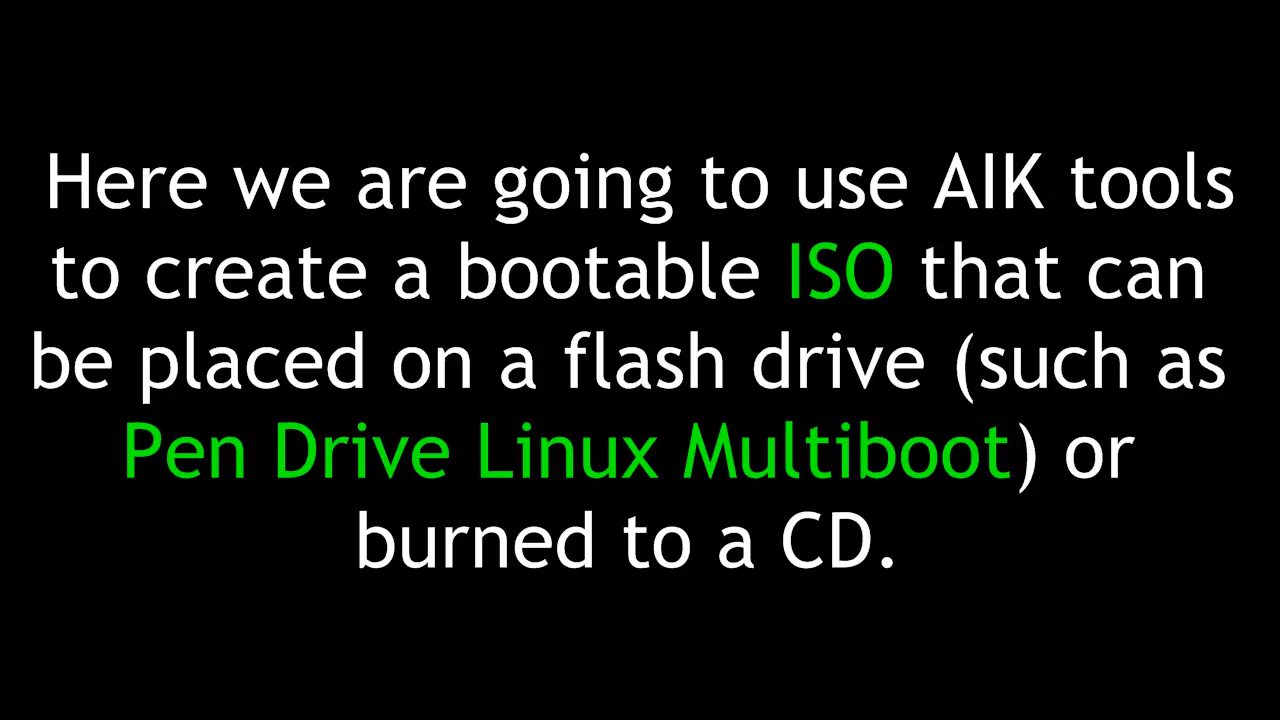 Here we are going to use AIK tools
to create a bootable ISO that can
be placed on a flash drive (such as
Pen Drive Linux Multiboot) or
burned to a CD.